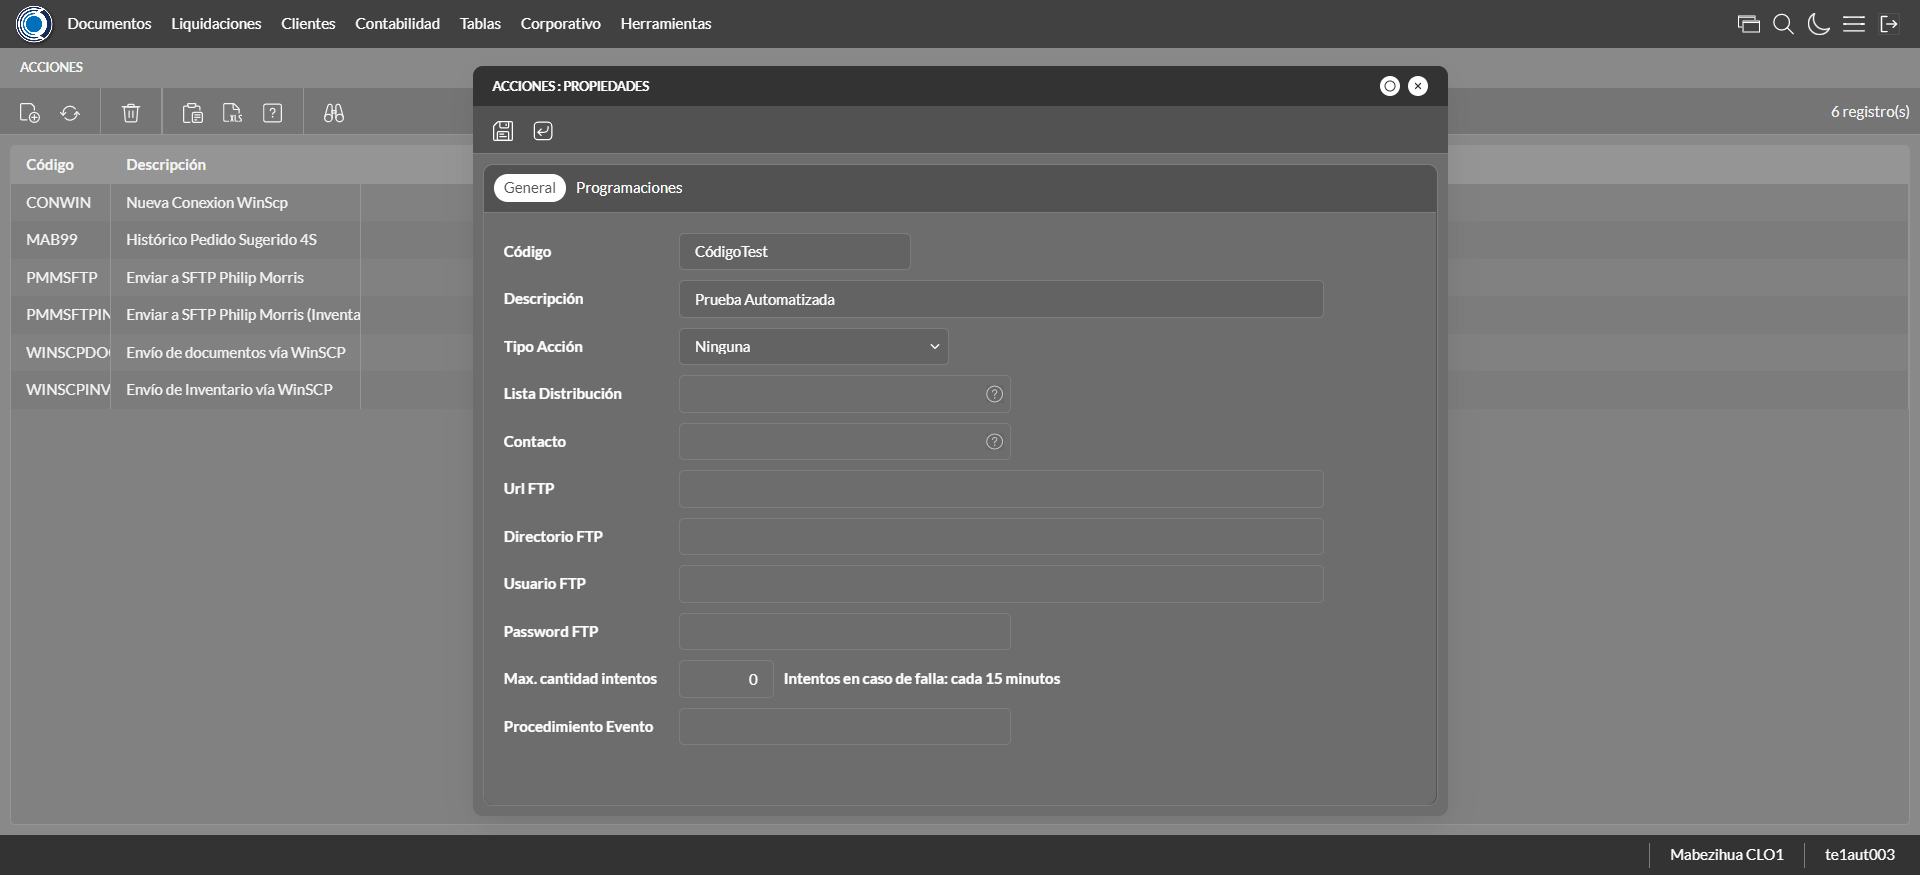 Documentos Liquidaciones Clientes Contabilidad Tablas Corporativo Herramientas
ACCIONES
XLS
6 registro(s)
Código Descripción
CONWIN Nueva Conexion WinScp
MAB99 Histórico Pedido Sugerido 4S
PMMSFTP Enviar a SFTP Philip Morris
PMMSFTPIN Enviar a SFTP Philip Morris (Inventa
WINSCPDO Envío de documentos vía WinSCP
WINSCPINV Envío de Inventario vía WinSCP
ACCIONES : PROPIEDADES
General Programaciones
Código CódigoTest
Descripción Prueba Automatizada
Tipo Acción Ninguna
Lista Distribución
Contacto
Url FTP
Directorio FTP
Usuario FTP
Password FTP
Max. cantidad intentos 0 Intentos en caso de falla: cada 15 minutos
Procedimiento Evento
Mabezihua CLO1 te1aut003